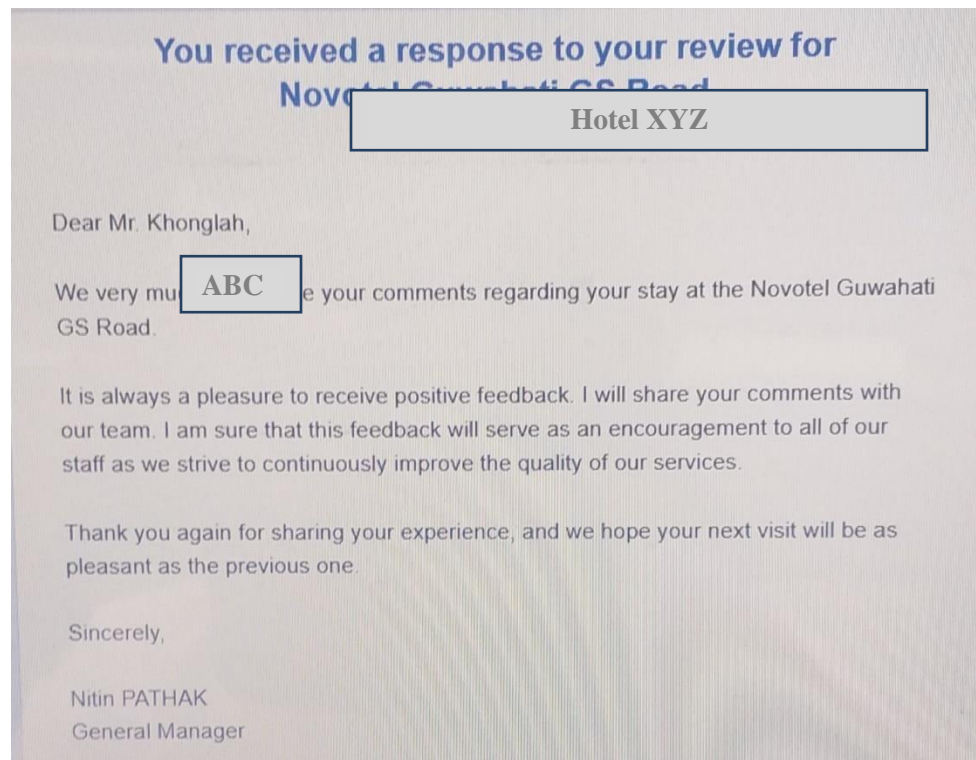 You received a response to your review for
Novotel Guwahati GS Road
Hotel XYZ
Dear Mr. Khonglah,
We very ABC your comments regarding your stay at the Novotel Guwahati
GS Road.
It is always a pleasure to receive positive feedback. I will share your comments with
our team. I am sure that this feedback will serve as an encouragement to all of our
staff as we strive to continuously improve the quality of our services.
Thank you again for sharing your experience, and we hope your next visit will be as
pleasant as the previous one.
Sincerely,
Nitin PATHAK
General Manager